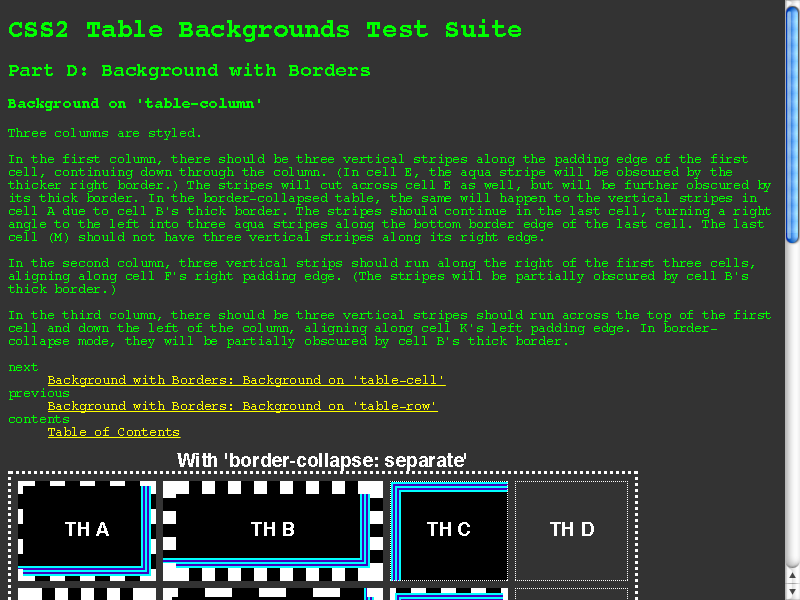 CSS2 Table Backgrounds Test Suite
Part D: Background with Borders
Background on 'table-column'
Three columns are styled.
In the first column, there should be three vertical stripes along the padding edge of the first
cell, continuing down through the column. (In cell E, the aqua stripe will be obscured by the
thicker right border.) The stripes will cut across cell E as well, but will be further obscured by
its thick border. In the border-collapsed table, the same will happen to the vertical stripes in
cell A due to cell B's thick border. The stripes should continue in the last cell, turning a right
angle to the left into three aqua stripes along the bottom border edge of the last cell. The last
cell (M) should not have three vertical stripes along its right edge.
In the second column, three vertical strips should run along the right of the first three cells,
aligning along cell F's right padding edge. (The stripes will be partially obscured by cell B's
thick border.)
In the third column, there should be three vertical stripes should run across the top of the first
cell and down the left of the column, aligning along cell K's left padding edge. In border-
collapse mode, they will be partially obscured by cell B's thick border.
next
Background with Borders: Background on 'table-cell'
previous
Background with Borders: Background on 'table-row'
contents
Table of Contents
With 'border-collapse: separate'
TH A TH B TH C TH D